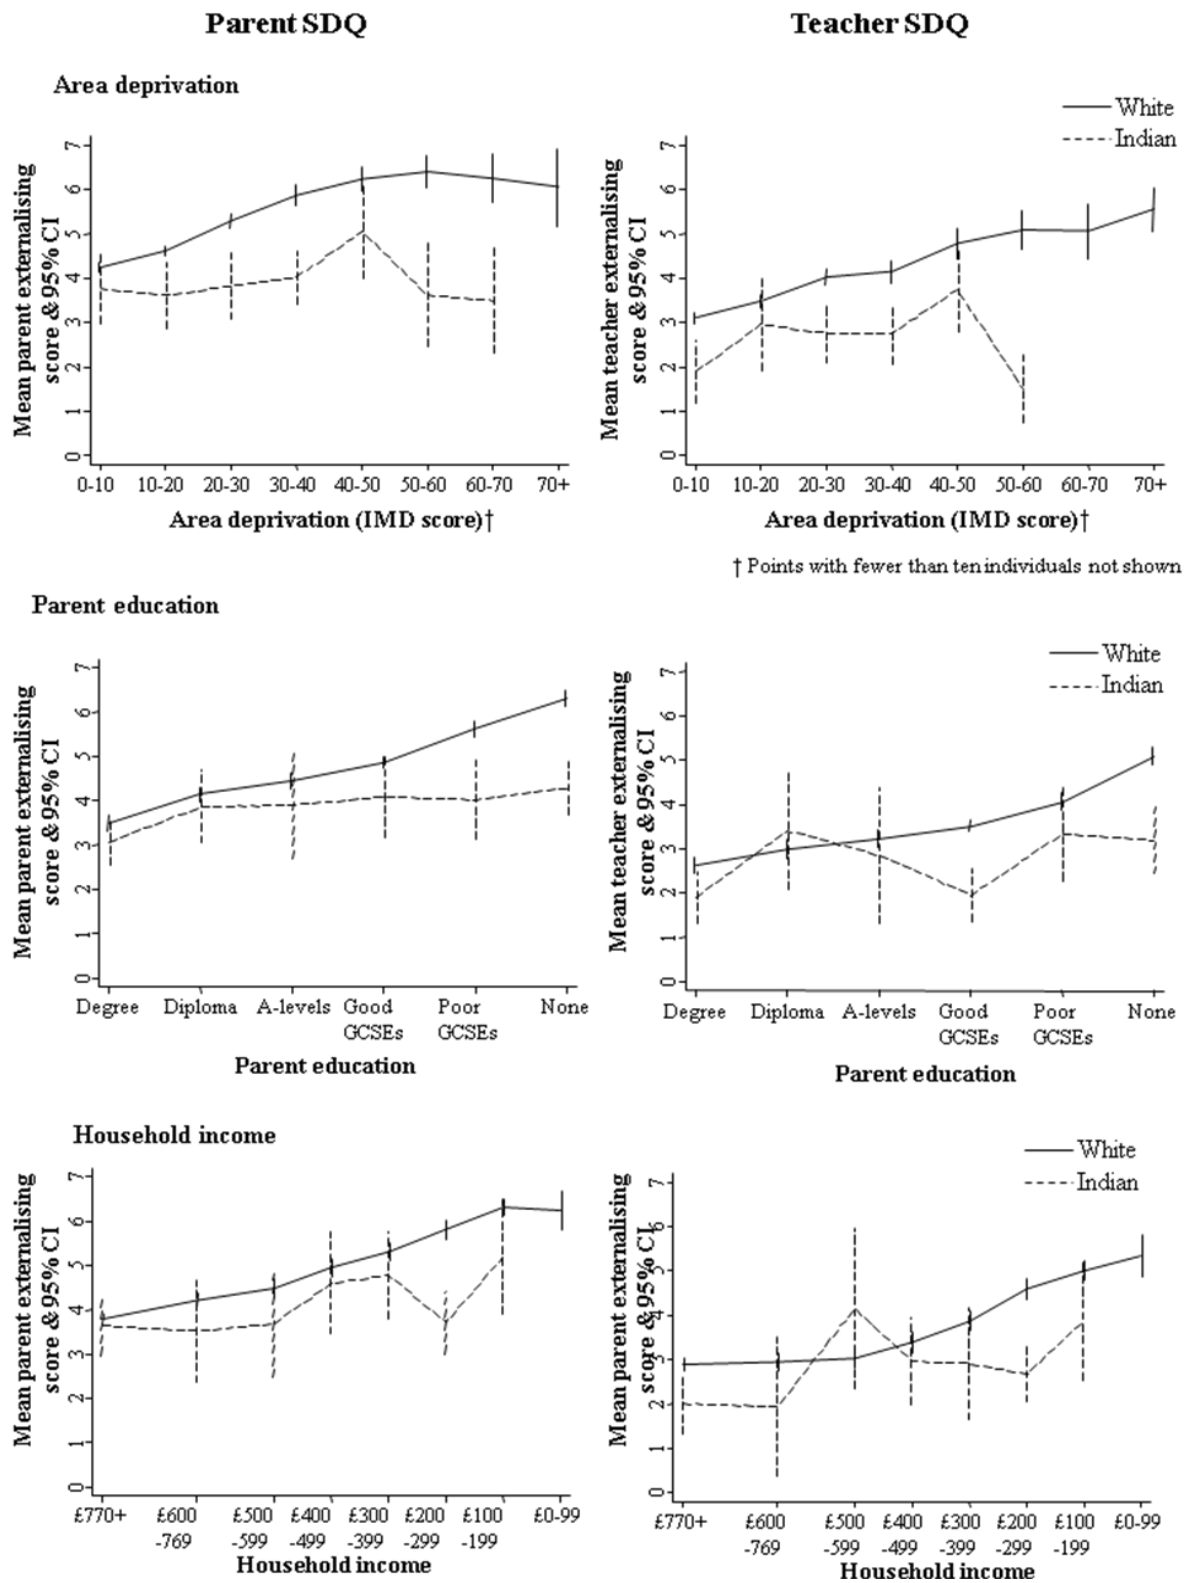 Parent SDQ
Teacher SDQ
Area deprivation
White
Indian
Mean parent externalising
score & 95% CI
7
6
5
4
3
2
1
0
0-10 10-20 20-30 30-40 40-50 50-60 60-70 70+
Area deprivation (IMD score)†
Mean teacher externalising
score & 95% CI
7
6
5
4
3
2
1
0
0-10 10-20 20-30 30-40 40-50 50-60 60-70 70+
Area deprivation (IMD score)†
† Points with fewer than ten individuals not shown
Parent education
White
Indian
Mean parent externalising
score & 95% CI
7
6
5
4
3
2
1
0
Degree Diploma A-levels Good Poor None
GCSEs GCSEs
Parent education
Mean teacher externalising
score & 95% CI
7
6
5
4
3
2
1
0
Degree Diploma A-levels Good Poor None
GCSEs GCSEs
Parent education
Household income
White
Indian
Mean parent externalising
score & 95% CI
7
6
5
4
3
2
1
0
£770+ £600 £500 £400 £300 £200 £100 £0-99
-769 -599 -499 -399 -299 -199
Household income
Mean parent externalising
score & 95% CI
7
6
5
4
3
2
1
0
£770+ £600 £500 £400 £300 £200 £100 £0-99
-769 -599 -499 -399 -299 -199
Household income